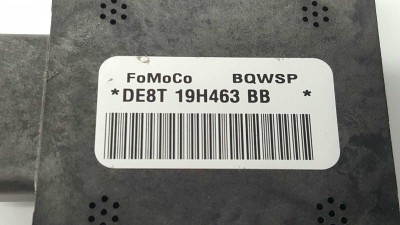 FoMoCo BQWSP
*DE8T 19H463 BB *